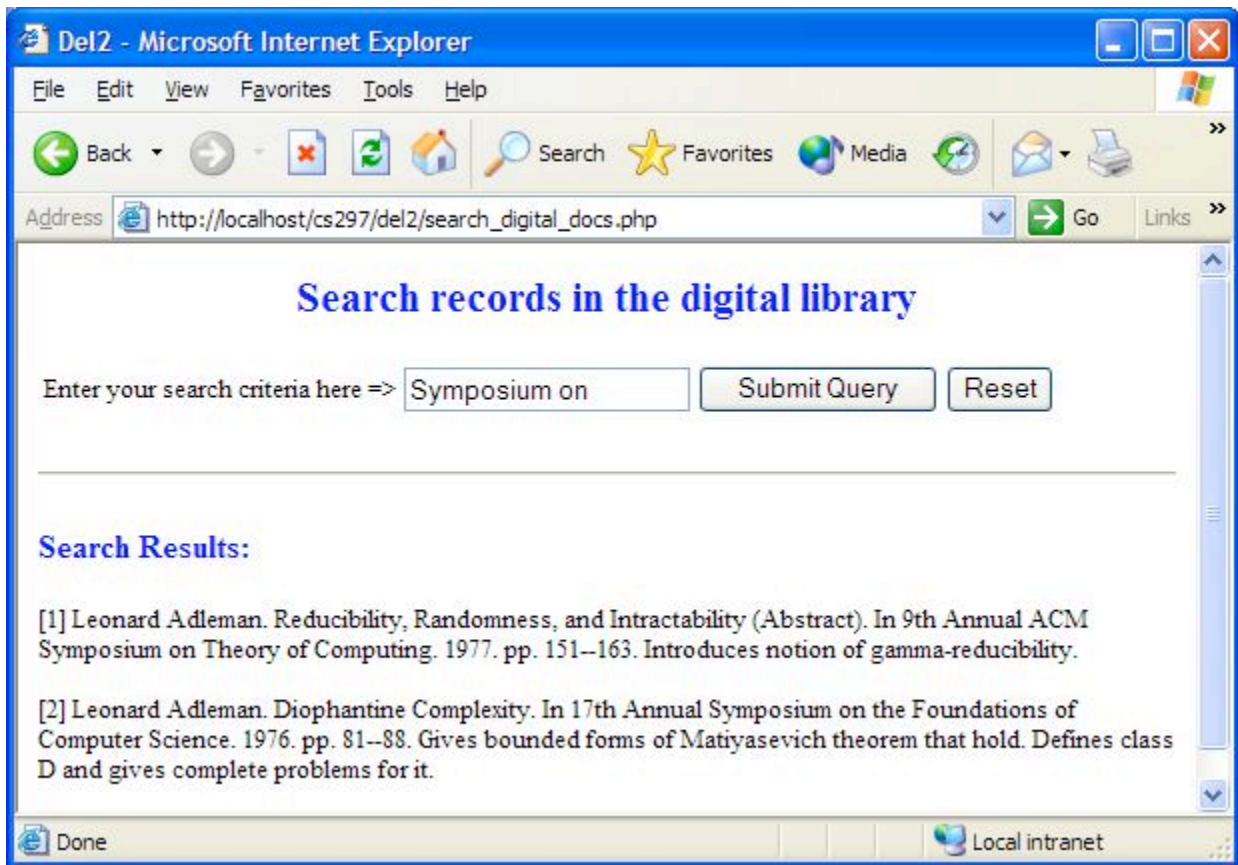 Del2 - Microsoft Internet Explorer
File Edit View Favorites Tools Help
Back Search Favorites Media »
Address http://localhost/cs297/del2/search_digital_docs.php Go Links »
Search records in the digital library
Enter your search criteria here => Symposium on Submit Query Reset
Search Results:
[1] Leonard Adleman. Reducibility, Randomness, and Intractability (Abstract). In 9th Annual ACM
Symposium on Theory of Computing. 1977. pp. 151--163. Introduces notion of gamma-reducibility.
[2] Leonard Adleman. Diophantine Complexity. In 17th Annual Symposium on the Foundations of
Computer Science. 1976. pp. 81--88. Gives bounded forms of Matiyasevich theorem that hold. Defines class
D and gives complete problems for it.
Done Local intranet